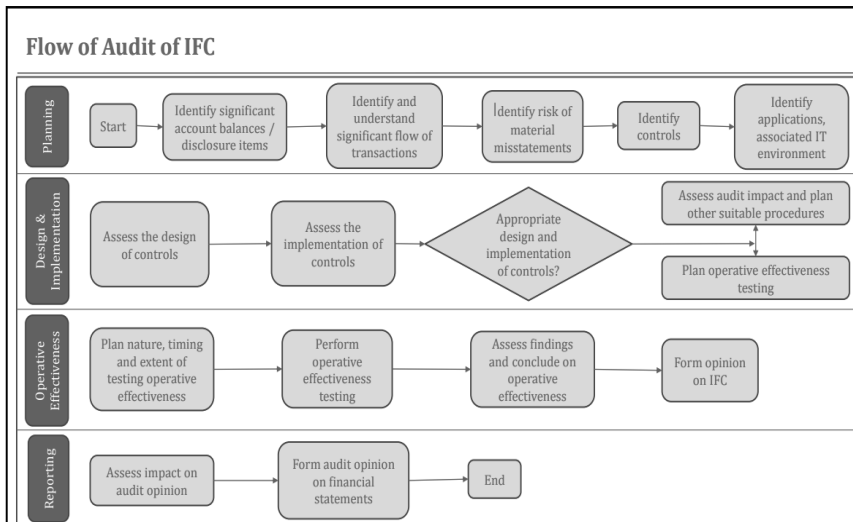 Flow of Audit of IFC
Planning
Start
Identify significant
account balances /
disclosure items
Identify and
understand
significant flow of
transactions
Identify risk of
material
misstatements
Identify
controls
Identify
applications,
associated IT
environment
Design &
Implementation
Assess the design
of controls
Assess the
implementation of
controls
Appropriate
design and
implementation
of controls?
Assess audit impact and plan
other suitable procedures
Plan operative effectiveness
testing
Operative
Effectiveness
Plan nature, timing
and extent of
testing operative
effectiveness
Perform
operative
effectiveness
testing
Assess findings
and conclude on
operative
effectiveness
Form opinion
on IFC
Reporting
Assess impact on
audit opinion
Form audit opinion
on financial
statements
End